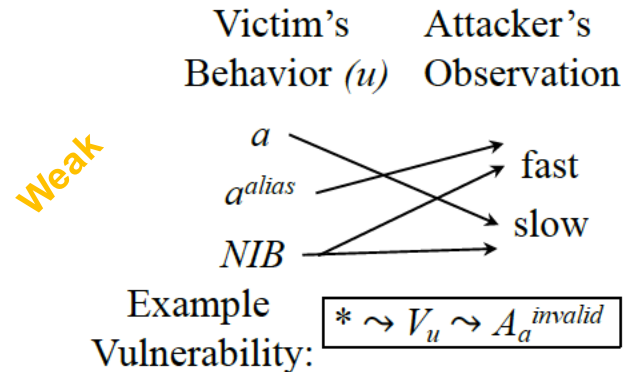 Victim's Attacker's
Behavior (u) Observation
Weak
a
fast
a^alias
slow
NIB
Example
Vulnerability:
* ⤳ V_u ⤳ A_a^invalid